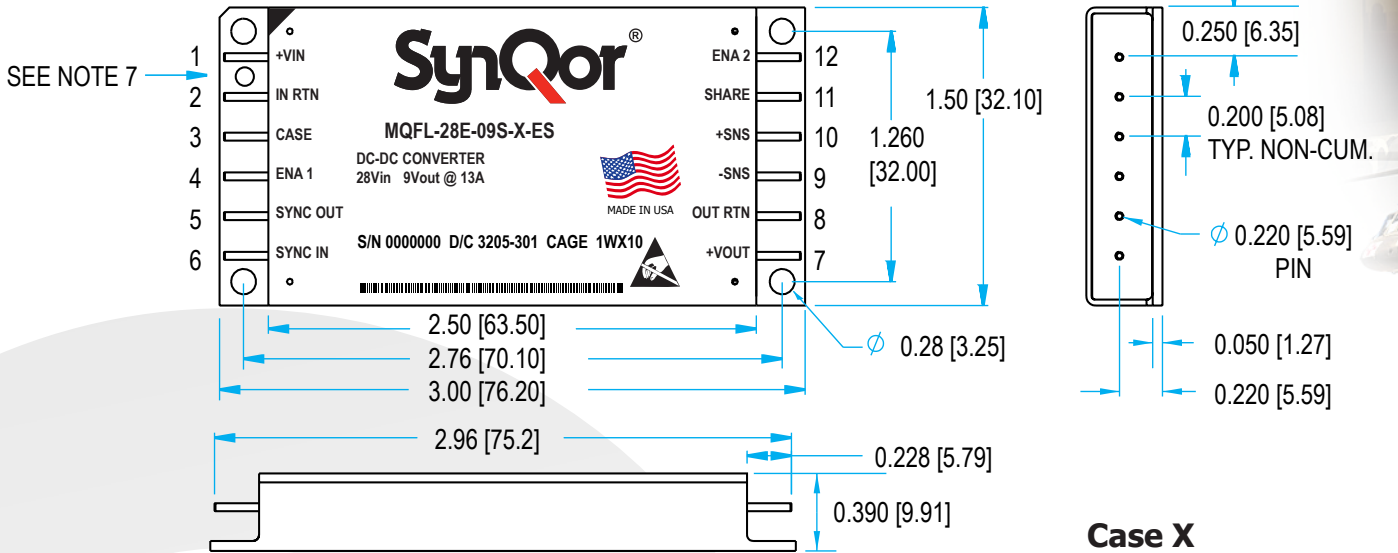 SEE NOTE 7
1
2
3
4
5
6
+VIN
IN RTN
CASE
ENA 1
SYNC OUT
SYNC IN
SynQor®
MQFL-28E-09S-X-ES
DC-DC CONVERTER
28Vin 9Vout @ 13A
MADE IN USA
S/N 0000000 D/C 3205-301 CAGE 1WX10
ENA 2
SHARE
+SNS
-SNS
OUT RTN
+VOUT
12
11
10
9
8
7
1.260
[32.00]
1.50 [32.10]
2.50 [63.50]
2.76 [70.10]
3.00 [76.20]
⌀ 0.28 [3.25]
0.250 [6.35]
0.200 [5.08]
TYP. NON-CUM.
⌀ 0.220 [5.59]
PIN
0.050 [1.27]
0.220 [5.59]
2.96 [75.2]
0.228 [5.79]
0.390 [9.91]
Case X